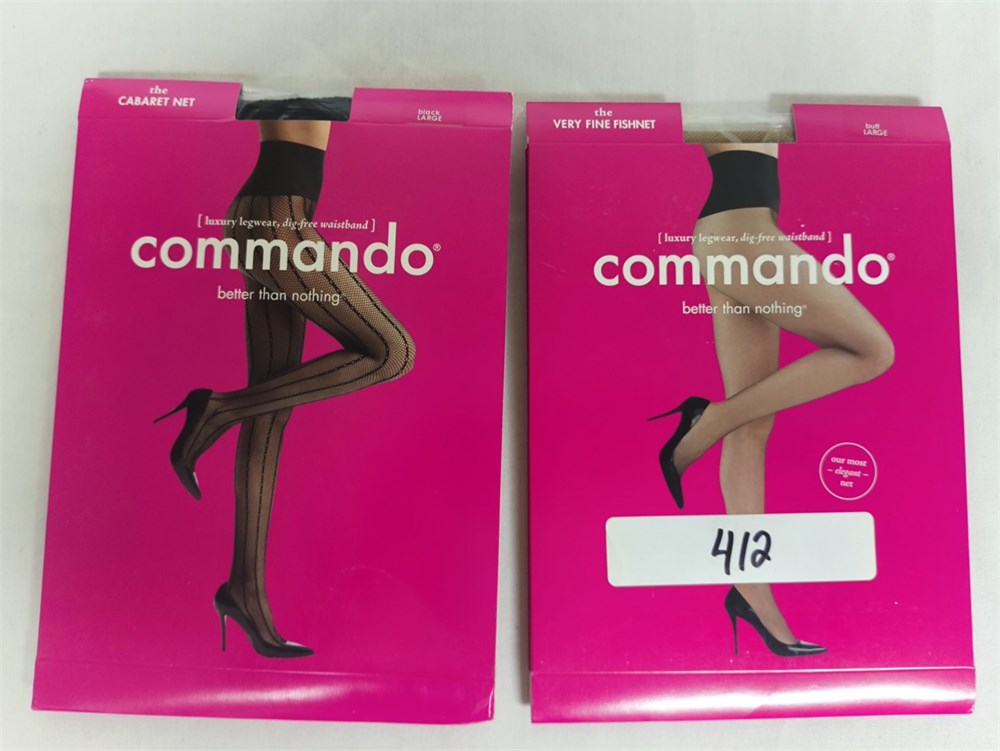 the
CABARET NET
black
LARGE
[ luxury legwear, dig-free waistband ]
commando®
better than nothing®
the
VERY FINE FISHNET
buff
LARGE
[ luxury legwear, dig-free waistband ]
commando®
better than nothing®
our most
– elegant –
net
412